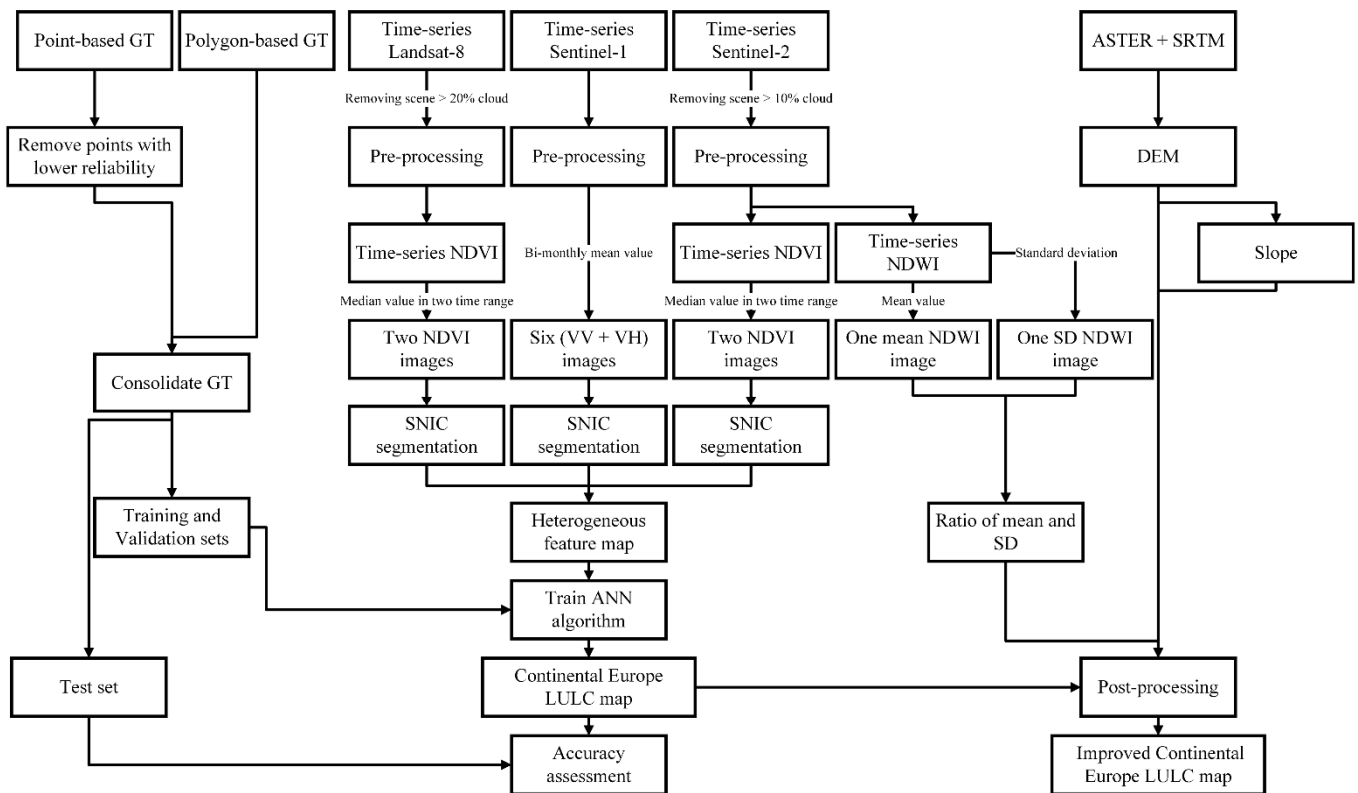 Point-based GT
Polygon-based GT
Time-series
Landsat-8
Time-series
Sentinel-1
Time-series
Sentinel-2
ASTER + SRTM
Removing scene > 20% cloud
Removing scene > 10% cloud
Remove points with
lower reliability
Pre-processing
Pre-processing
Pre-processing
DEM
Time-series NDVI
Bi-monthly mean value
Time-series NDVI
Time-series
NDWI
Standard deviation
Slope
Median value in two time range
Median value in two time range
Mean value
Two NDVI
images
Six (VV + VH)
images
Two NDVI
images
One mean NDWI
image
One SD NDWI
image
Consolidate GT
SNIC
segmentation
SNIC
segmentation
SNIC
segmentation
Training and
Validation sets
Heterogeneous
feature map
Ratio of mean and
SD
Train ANN
algorithm
Test set
Continental Europe
LULC map
Post-processing
Accuracy
assessment
Improved Continental
Europe LULC map